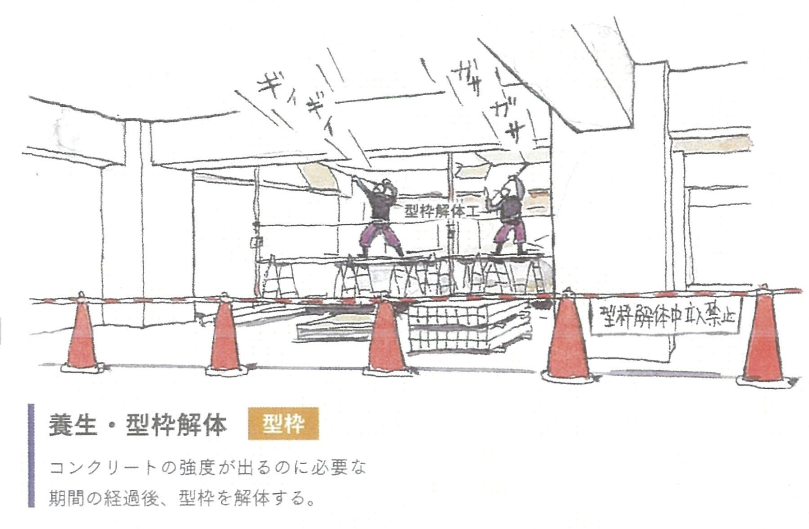 ギィギィ
ガサガサ
型枠解体工
型枠解体中立入禁止
養生・型枠解体
型枠
コンクリートの強度が出るのに必要な
期間の経過後、型枠を解体する。